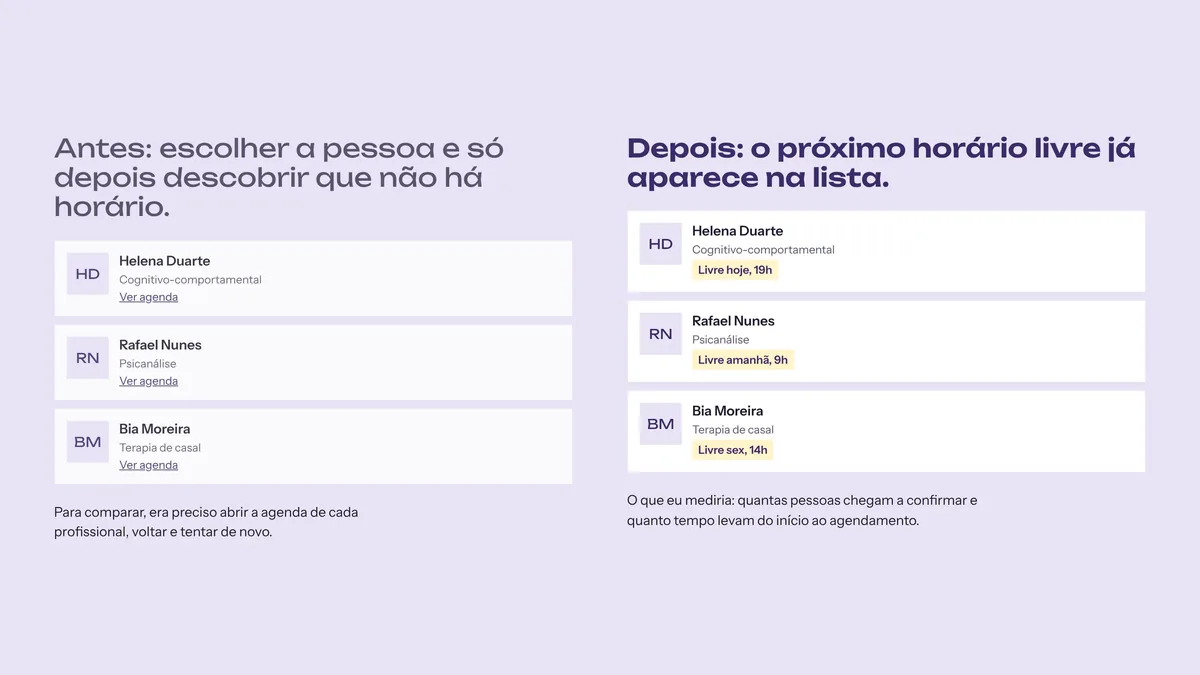 Antes: escolher a pessoa e só
depois descobrir que não há
horário.
HD
Helena Duarte
Cognitivo-comportamental
Ver agenda
RN
Rafael Nunes
Psicanálise
Ver agenda
BM
Bia Moreira
Terapia de casal
Ver agenda
Para comparar, era preciso abrir a agenda de cada
profissional, voltar e tentar de novo.
Depois: o próximo horário livre já
aparece na lista.
HD
Helena Duarte
Cognitivo-comportamental
Livre hoje, 19h
RN
Rafael Nunes
Psicanálise
Livre amanhã, 9h
BM
Bia Moreira
Terapia de casal
Livre sex, 14h
O que eu mediria: quantas pessoas chegam a confirmar e
quanto tempo levam do início ao agendamento.